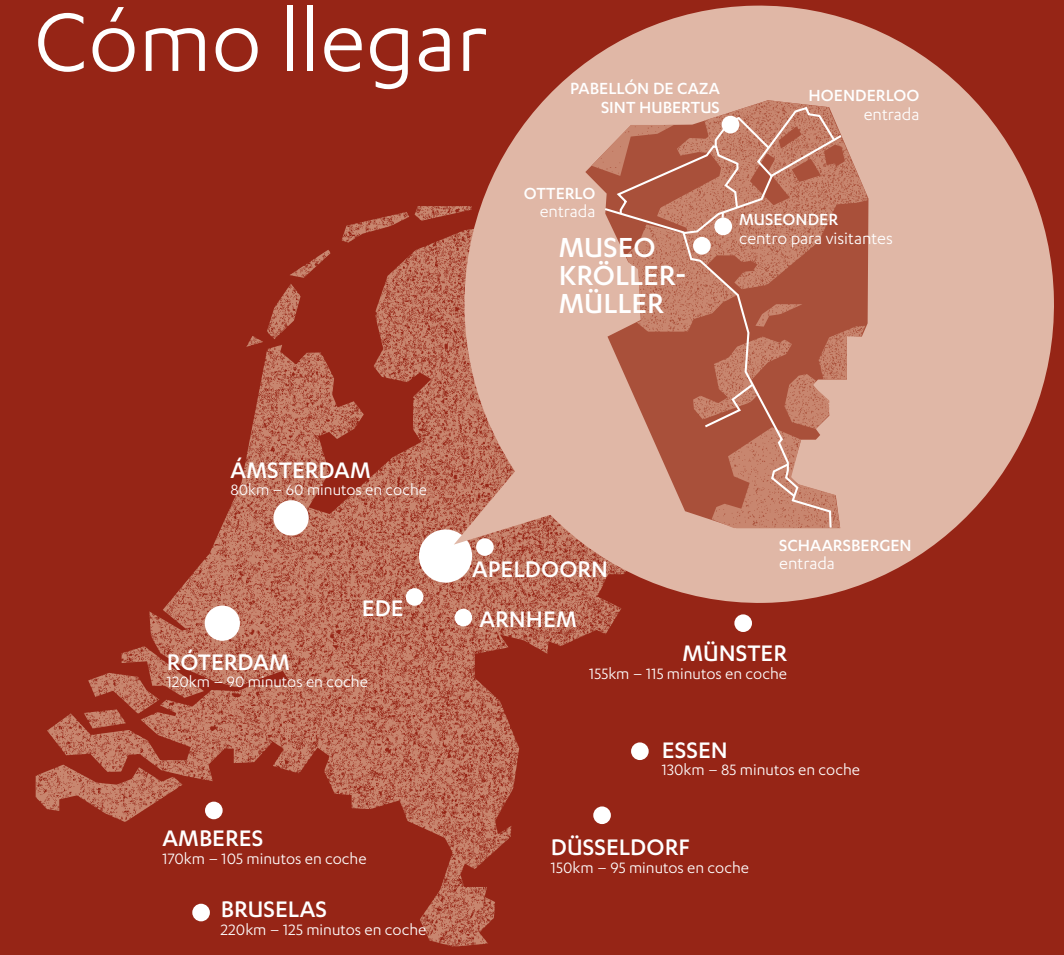 Cómo llegar
PABELLÓN DE CAZA
SINT HUBERTUS
HOENDERLOO
entrada
OTTERLO
entrada
MUSEONDER
centro para visitantes
MUSEO
KRÖLLER-
MÜLLER
SCHAARSBERGEN
entrada
ÁMSTERDAM
80km – 60 minutos en coche
APELDOORN
EDE
ARNHEM
RÓTERDAM
120km – 90 minutos en coche
MÜNSTER
155km – 115 minutos en coche
ESSEN
130km – 85 minutos en coche
AMBERES
170km – 105 minutos en coche
DÜSSELDORF
150km – 95 minutos en coche
BRUSELAS
220km – 125 minutos en coche